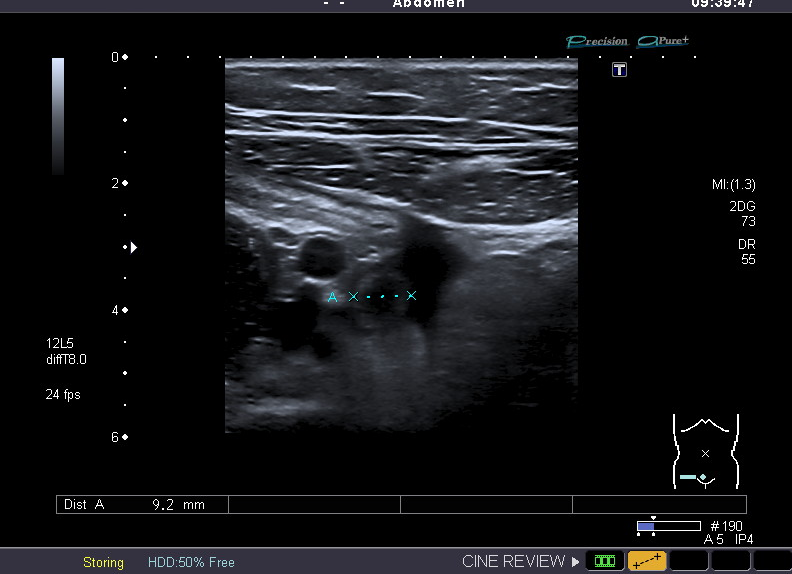 - - Abdomen 09:39:47
Precision APure+
T
0
2
4
6
MI:(1.3)
2DG
73
DR
55
12L5
diffT8.0
24 fps
A
Dist A 9.2 mm
#190
A 5 IP4
Storing HDD:50% Free CINE REVIEW